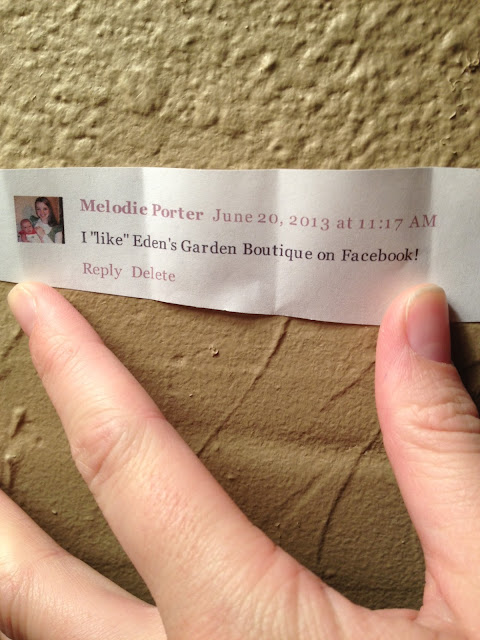 Melodie Porter June 20, 2013 at 11:17 AM
I "like" Eden's Garden Boutique on Facebook!
Reply Delete